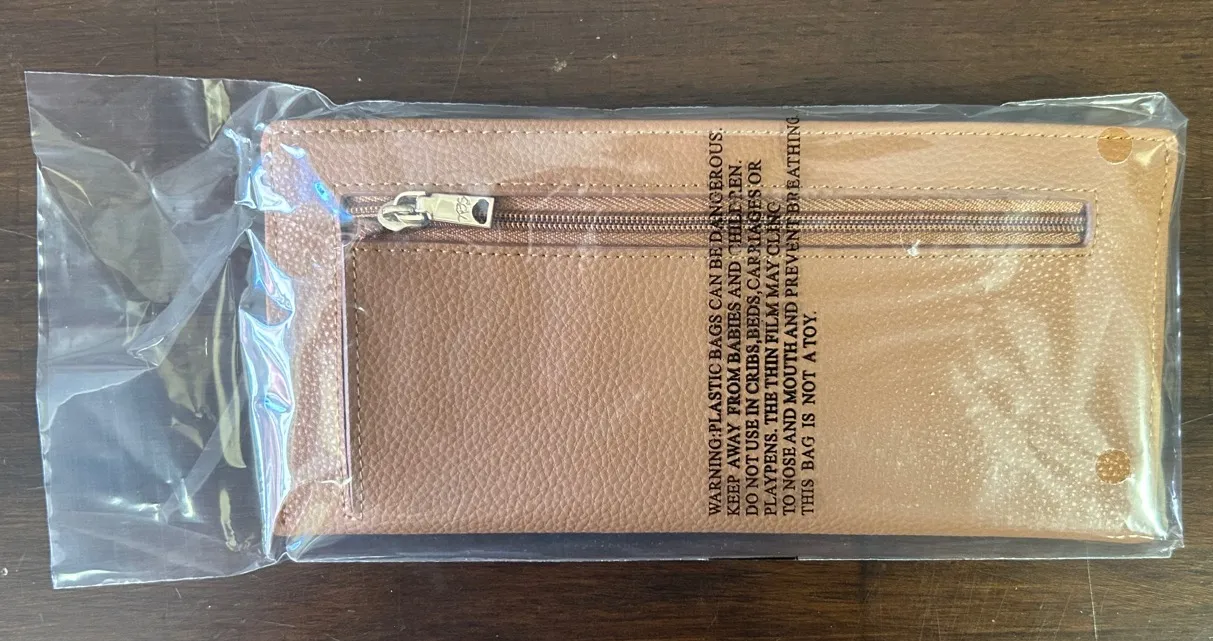 WARNING:PLASTIC BAGS CAN BE DANGEROUS.
KEEP AWAY FROM BABIES AND CHILDREN.
DO NOT USE IN CRIBS,BEDS,CARRIAGES OR
PLAYPENS. THE THIN FILM MAY CLING
TO NOSE AND MOUTH AND PREVENT BREATHING.
THIS BAG IS NOT A TOY.